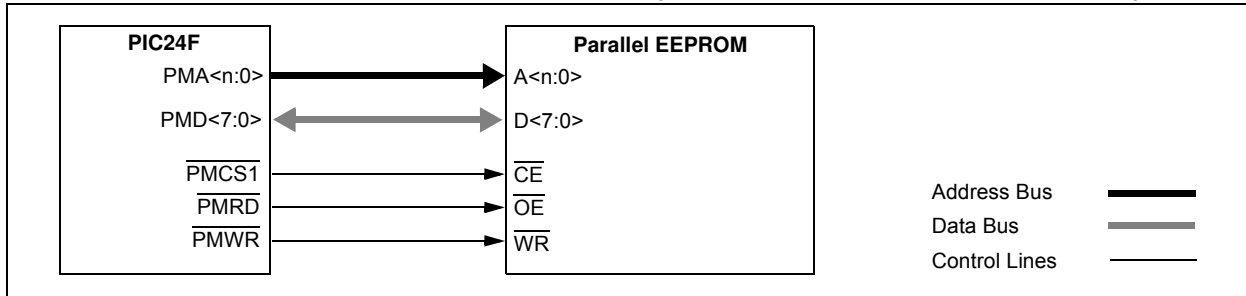 PIC24F
Parallel EEPROM
PMA<n:0>
A<n:0>
PMD<7:0>
D<7:0>
PMCS1
CE
PMRD
OE
PMWR
WR
Address Bus
Data Bus
Control Lines